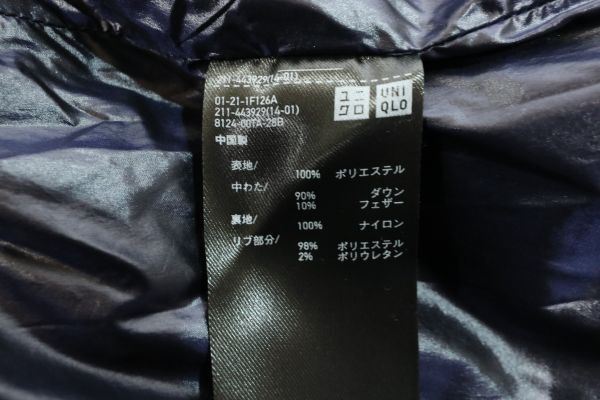 211-443929(14-01)
ユニ
クロ
UNI
QLO
01-21-1F126A
211-443929(14-01)
8124-001A-28B
中国製
表地/
100% ポリエステル
中わた/
90% ダウン
10% フェザー
裏地/
100% ナイロン
リブ部分/
98% ポリエステル
2% ポリウレタン